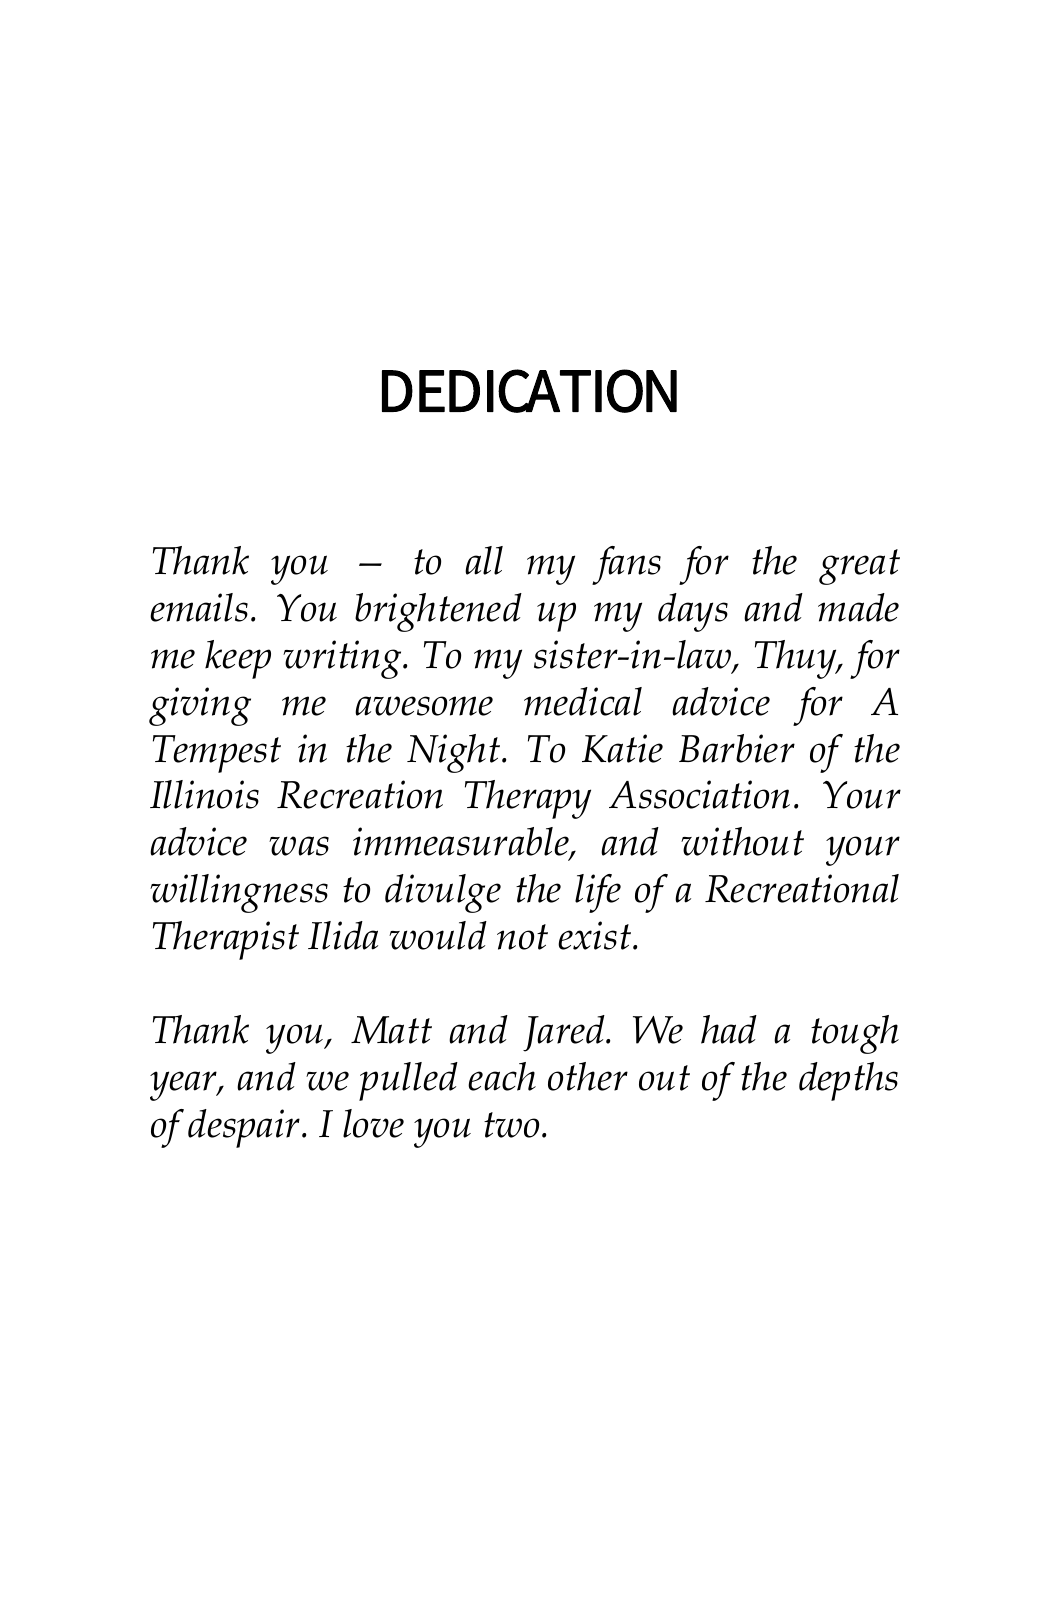 DEDICATION
Thank you – to all my fans for the great
emails. You brightened up my days and made
me keep writing. To my sister-in-law, Thuy, for
giving me awesome medical advice for A
Tempest in the Night. To Katie Barbier of the
Illinois Recreation Therapy Association. Your
advice was immeasurable, and without your
willingness to divulge the life of a Recreational
Therapist Ilida would not exist.
Thank you, Matt and Jared. We had a tough
year, and we pulled each other out of the depths
of despair. I love you two.